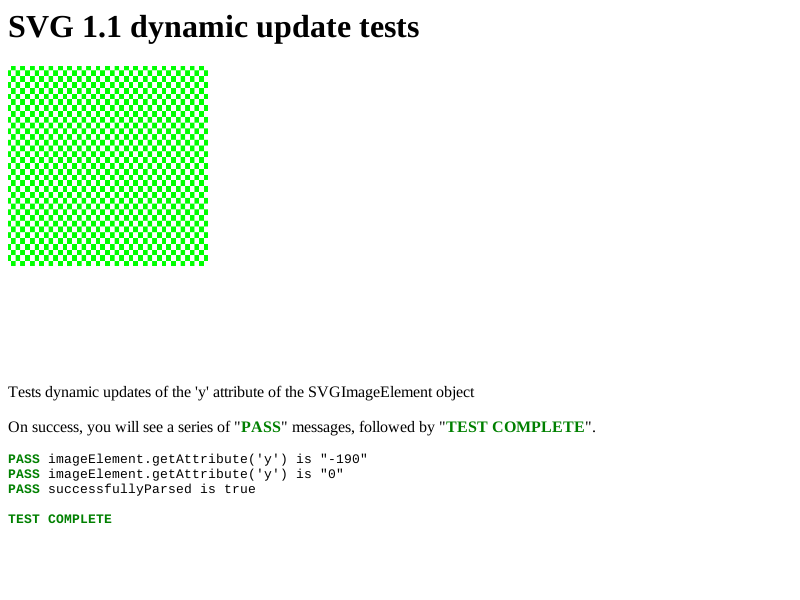 SVG 1.1 dynamic update tests
Tests dynamic updates of the 'y' attribute of the SVGImageElement object
On success, you will see a series of "PASS" messages, followed by "TEST COMPLETE".
PASS imageElement.getAttribute('y') is "-190"
PASS imageElement.getAttribute('y') is "0"
PASS successfullyParsed is true
TEST COMPLETE